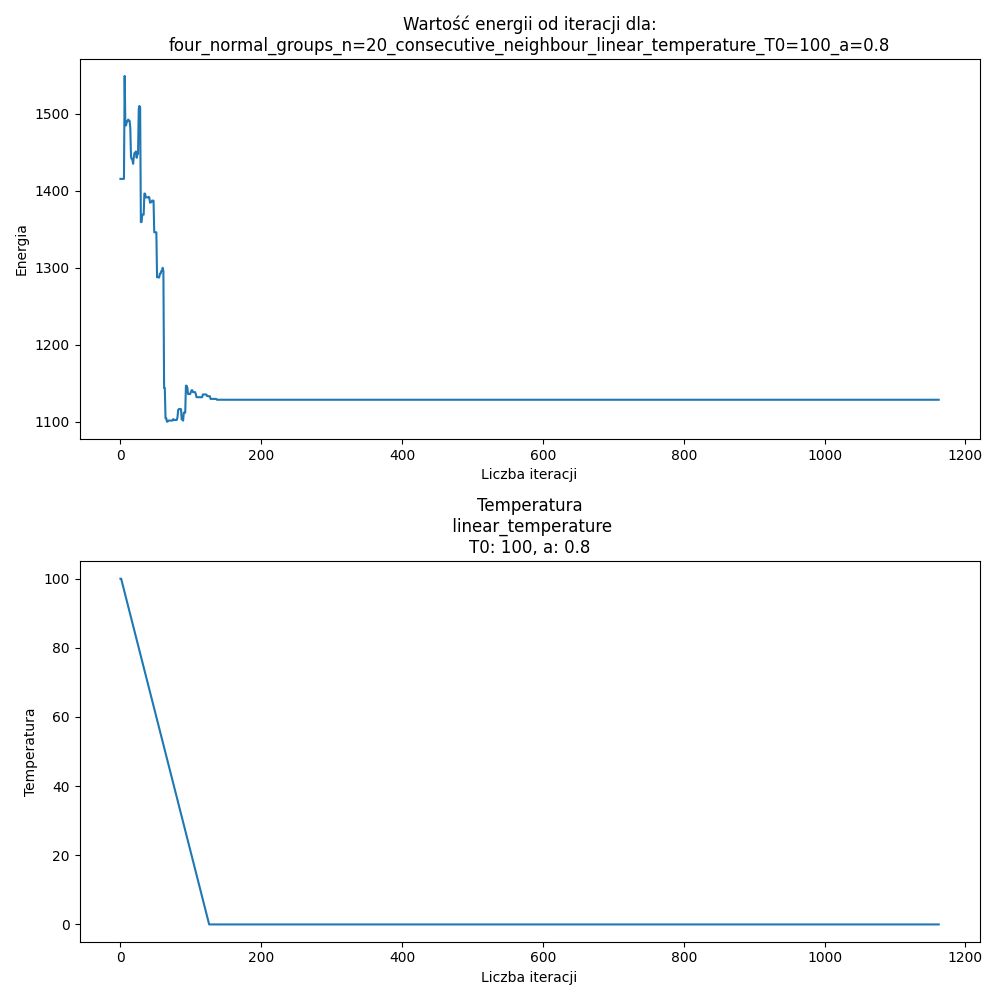 Wartość energii od iteracji dla:
four_normal_groups_n=20_consecutive_neighbour_linear_temperature_T0=100_a=0.8
1500
1400
1300
1200
1100
Energia
0 200 400 600 800 1000 1200
Liczba iteracji
Temperatura
linear_temperature
T0: 100, a: 0.8
100
80
60
40
20
0
Temperatura
0 200 400 600 800 1000 1200
Liczba iteracji